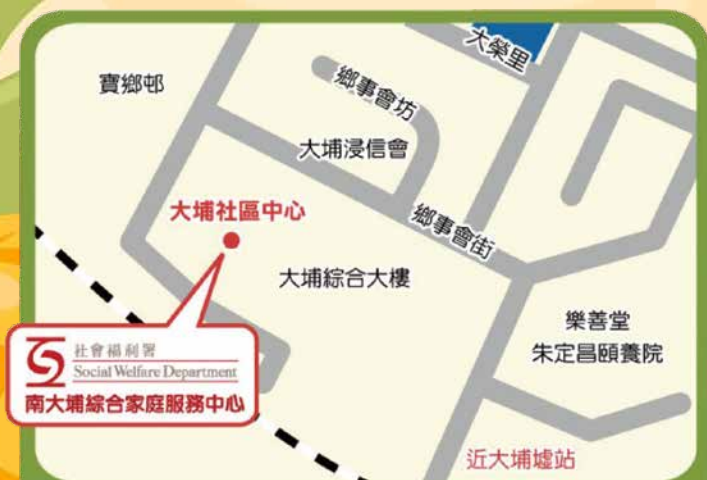 大榮里
寶鄉邨
鄉事會坊
大埔浸信會
大埔社區中心
鄉事會街
大埔綜合大樓
樂善堂
朱定昌頤養院
社會福利署
Social Welfare Department
南大埔綜合家庭服務中心
近大埔墟站